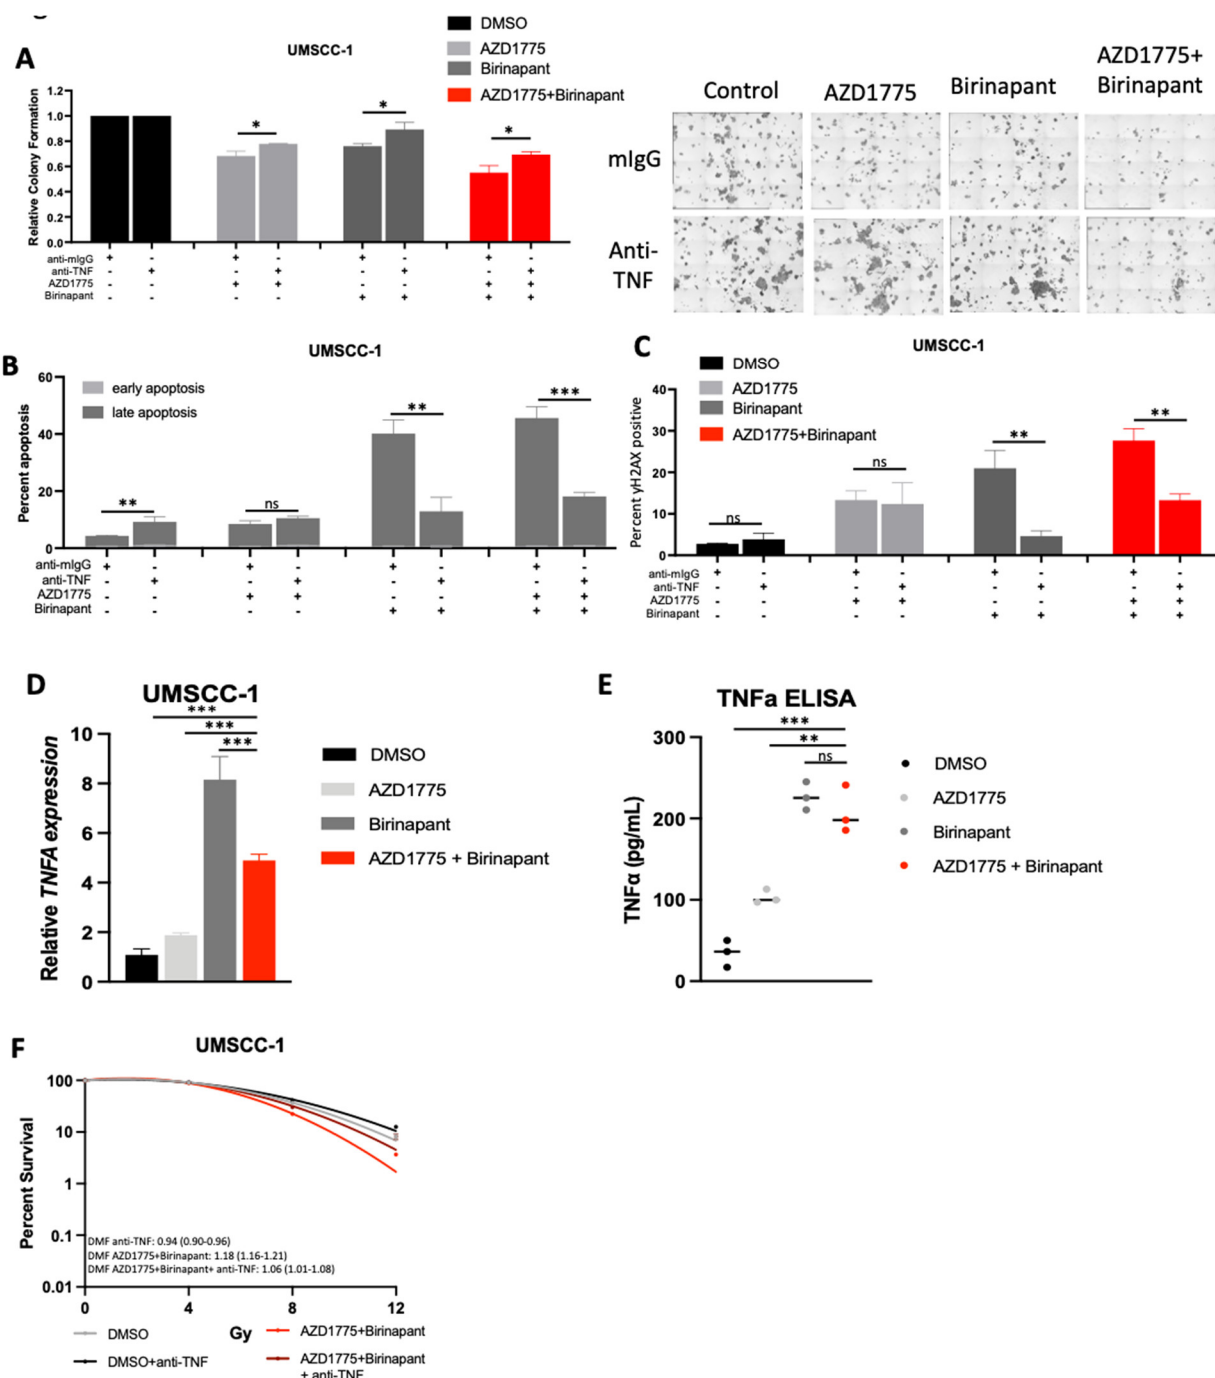 A
UMSCC-1
DMSO
AZD1775
Birinapant
AZD1775+Birinapant
Relative Colony Formation
1.2
1.0
0.8
0.6
0.4
0.2
0.0
*
*
*
anti-mIgG + - + - + - + -
anti-TNF - + - + - + - +
AZD1775 - - + + - - + +
Birinapant - - - - + + + +
Control
AZD1775
Birinapant
AZD1775+
Birinapant
mIgG
Anti-
TNF
B
UMSCC-1
early apoptosis
late apoptosis
Percent apoptosis
60
40
20
0
**
ns
**
***
anti-mIgG + - + - + - + -
anti-TNF - + - + - + - +
AZD1775 - - + + - - + +
Birinapant - - - - + + + +
C
UMSCC-1
DMSO
AZD1775
Birinapant
AZD1775+Birinapant
Percent yH2AX positive
40
30
20
10
0
ns
ns
**
**
anti-mIgG + - + - + - + -
anti-TNF - + - + - + - +
AZD1775 - - + + - - + +
Birinapant - - - - + + + +
D
UMSCC-1
***
***
***
Relative TNFA expression
10
8
6
4
2
0
DMSO
AZD1775
Birinapant
AZD1775 + Birinapant
E
TNFa ELISA
***
**
ns
TNFα (pg/mL)
300
200
100
0
DMSO
AZD1775
Birinapant
AZD1775 + Birinapant
F
UMSCC-1
Percent Survival
100
10
1
0.1
0.01
DMF anti-TNF: 0.94 (0.90-0.96)
DMF AZD1775+Birinapant: 1.18 (1.16-1.21)
DMF AZD1775+Birinapant+ anti-TNF: 1.06 (1.01-1.08)
0 4 8 12
Gy
DMSO
DMSO+anti-TNF
AZD1775+Birinapant
AZD1775+Birinapant
+ anti-TNF